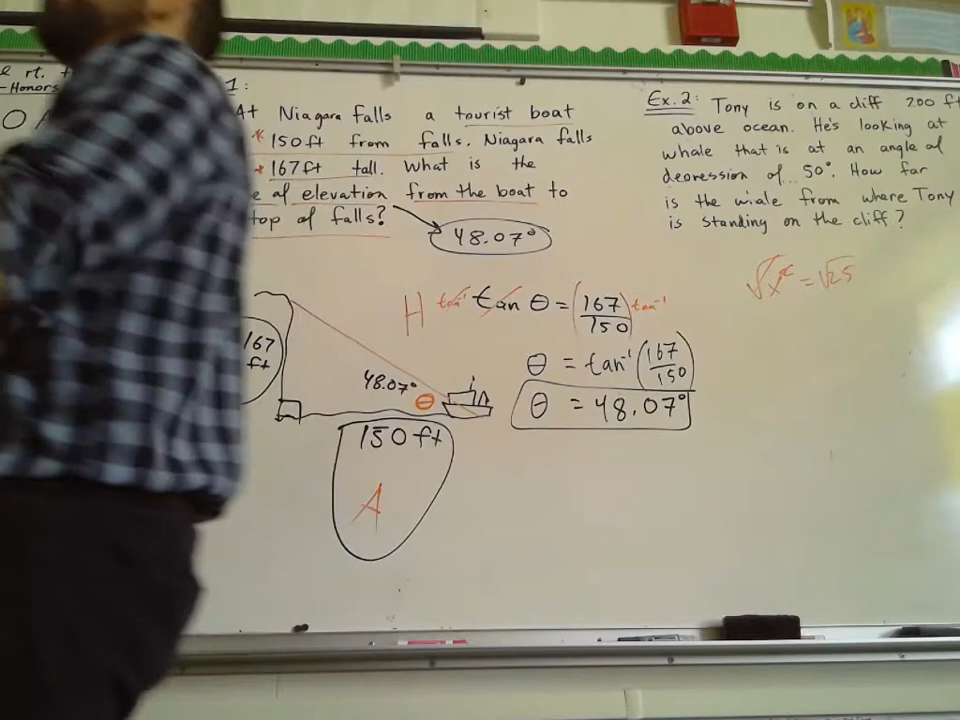 e rt.
-Honors
O A
1:
At Niagara Falls a tourist boat
* 150ft from falls. Niagara falls
* 167ft tall. What is the
e of elevation from the boat to
top of falls?
48.07°
H tan⁻¹ tan θ = (167/150) tan⁻¹
θ = tan⁻¹ (167/150)
θ = 48.07°
167
ft
48.07°
θ
150 ft
A
Ex. 2: Tony is on a cliff 200 ft
above ocean. He's looking at
whale that is at an angle of
depression of 50°. How far
is the whale from where Tony
is standing on the cliff?
√x² = √25